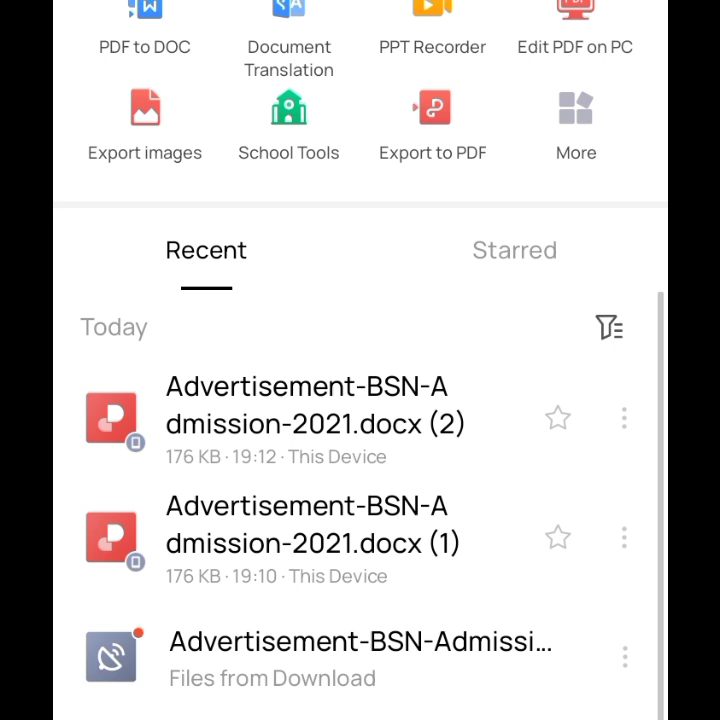 PDF to DOC
Document
Translation
PPT Recorder
Edit PDF on PC
Export images
School Tools
Export to PDF
More
Recent
Starred
Today
Advertisement-BSN-A
dmission-2021.docx (2)
176 KB · 19:12 · This Device
Advertisement-BSN-A
dmission-2021.docx (1)
176 KB · 19:10 · This Device
Advertisement-BSN-Admissi...
Files from Download